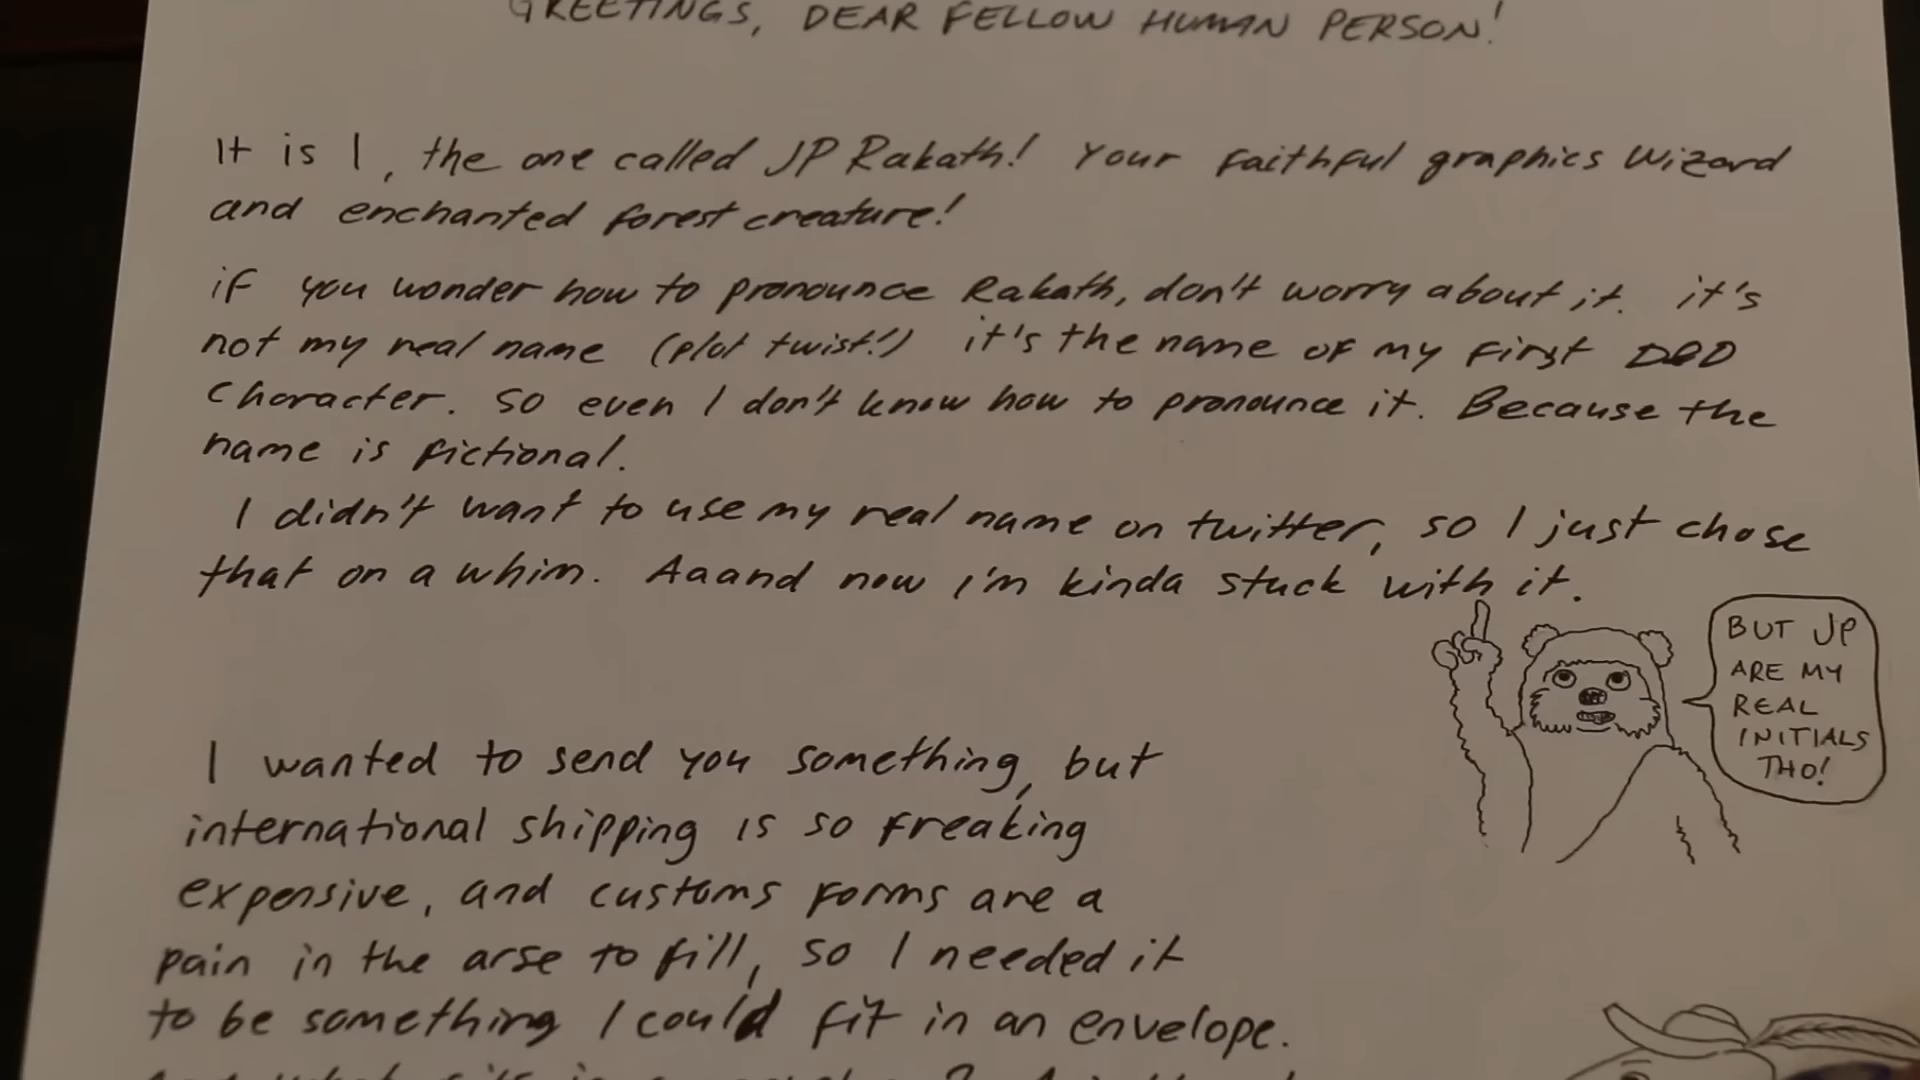 GREETINGS, DEAR FELLOW HUMAN PERSON!
It is I, the one called JP Rakath! Your faithful graphics Wizard
and enchanted forest creature!
if you wonder how to pronounce Rakath, don't worry about it. it's
not my real name (plot twist!) it's the name of my first D&D
Character. So even I don't know how to pronounce it. Because the
name is fictional.
I didn't want to use my real name on twitter, so I just chose
that on a whim. Aaand now i'm kinda stuck with it.
BUT JP
ARE MY
REAL
INITIALS
THO!
I wanted to send you something, but
international shipping is so freaking
expensive, and customs forms are a
pain in the arse to fill, so I needed it
to be something I could fit in an envelope.